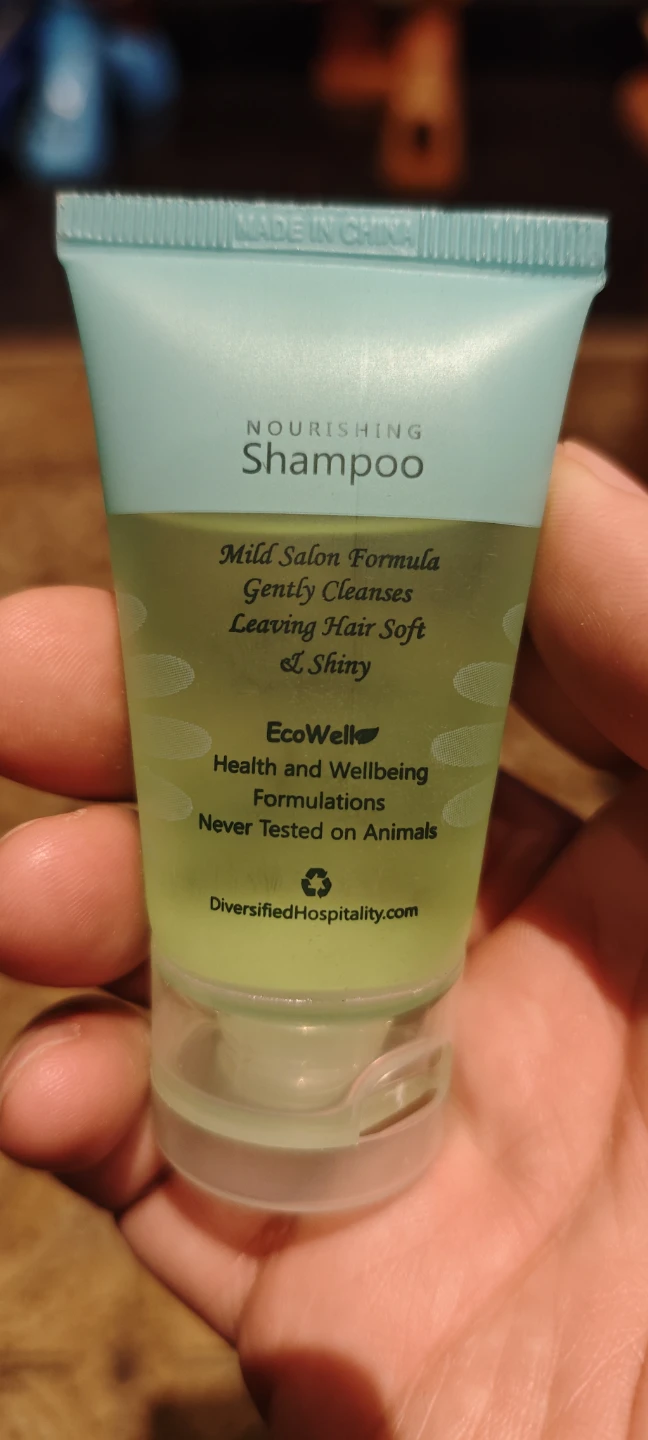 MADE IN CHINA
NOURISHING
Shampoo
Mild Salon Formula
Gently Cleanses
Leaving Hair Soft
& Shiny
EcoWell
Health and Wellbeing
Formulations
Never Tested on Animals
DiversifiedHospitality.com